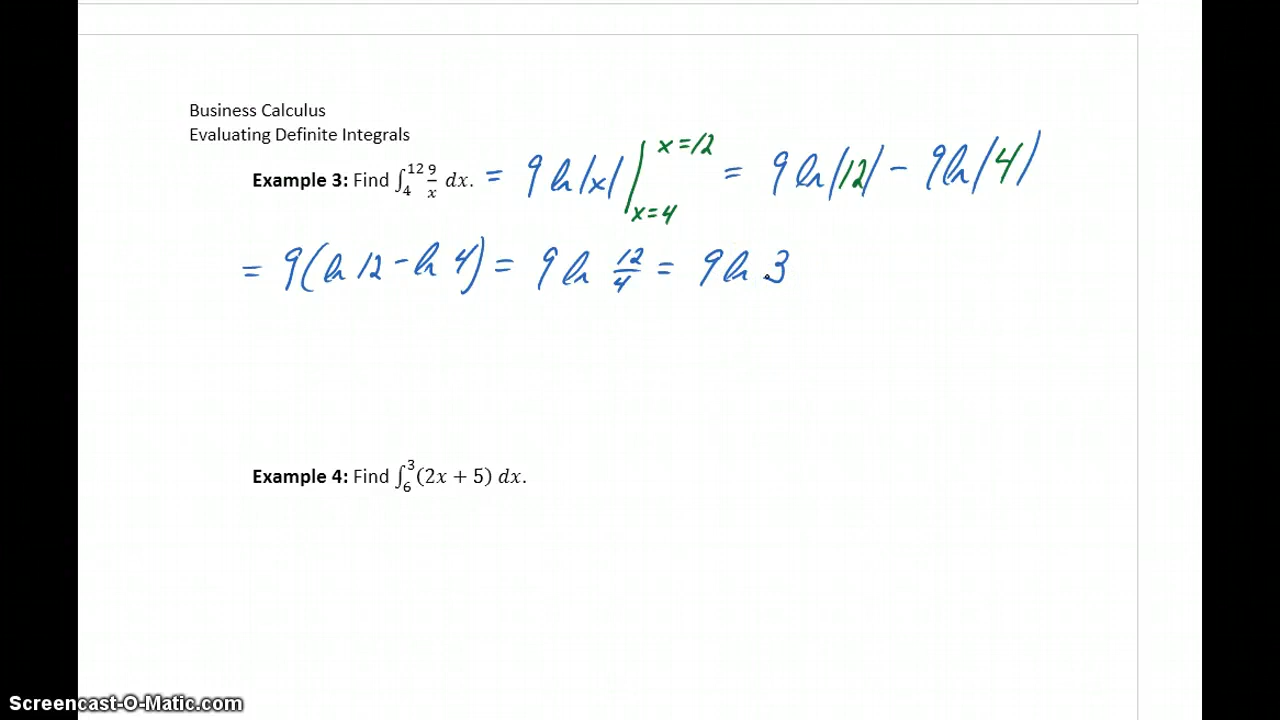 Business Calculus
Evaluating Definite Integrals
Example 3: Find ∫₄¹² 9/x dx. = 9 ln|x| | x=12 x=4 = 9 ln|12| − 9 ln|4|
= 9(ln 12 − ln 4) = 9 ln 12/4 = 9 ln 3
Example 4: Find ∫₆³ (2x + 5) dx.
Screencast-O-Matic.com